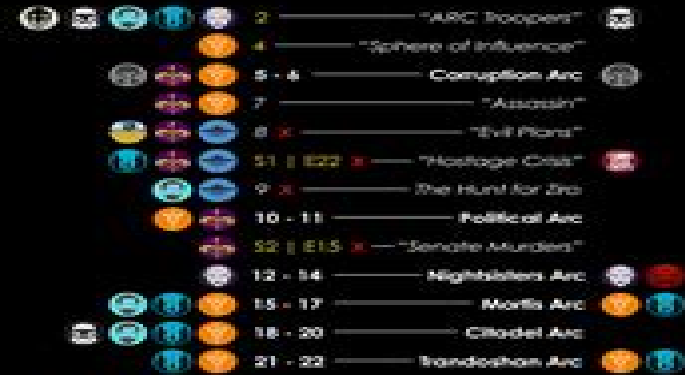 2 "ARC Troopers"
4 "Sphere of Influence"
5 - 6 Corruption Arc
7 "Assassin"
8 x "Evil Plans"
S1 | E22 x "Hostage Crisis"
9 x The Hunt for Ziro
10 - 11 Political Arc
S2 | E15 x "Senate Murders"
12 - 14 Nightsisters Arc
15 - 17 Mortis Arc
18 - 20 Citadel Arc
21 - 22 Trandoshan Arc